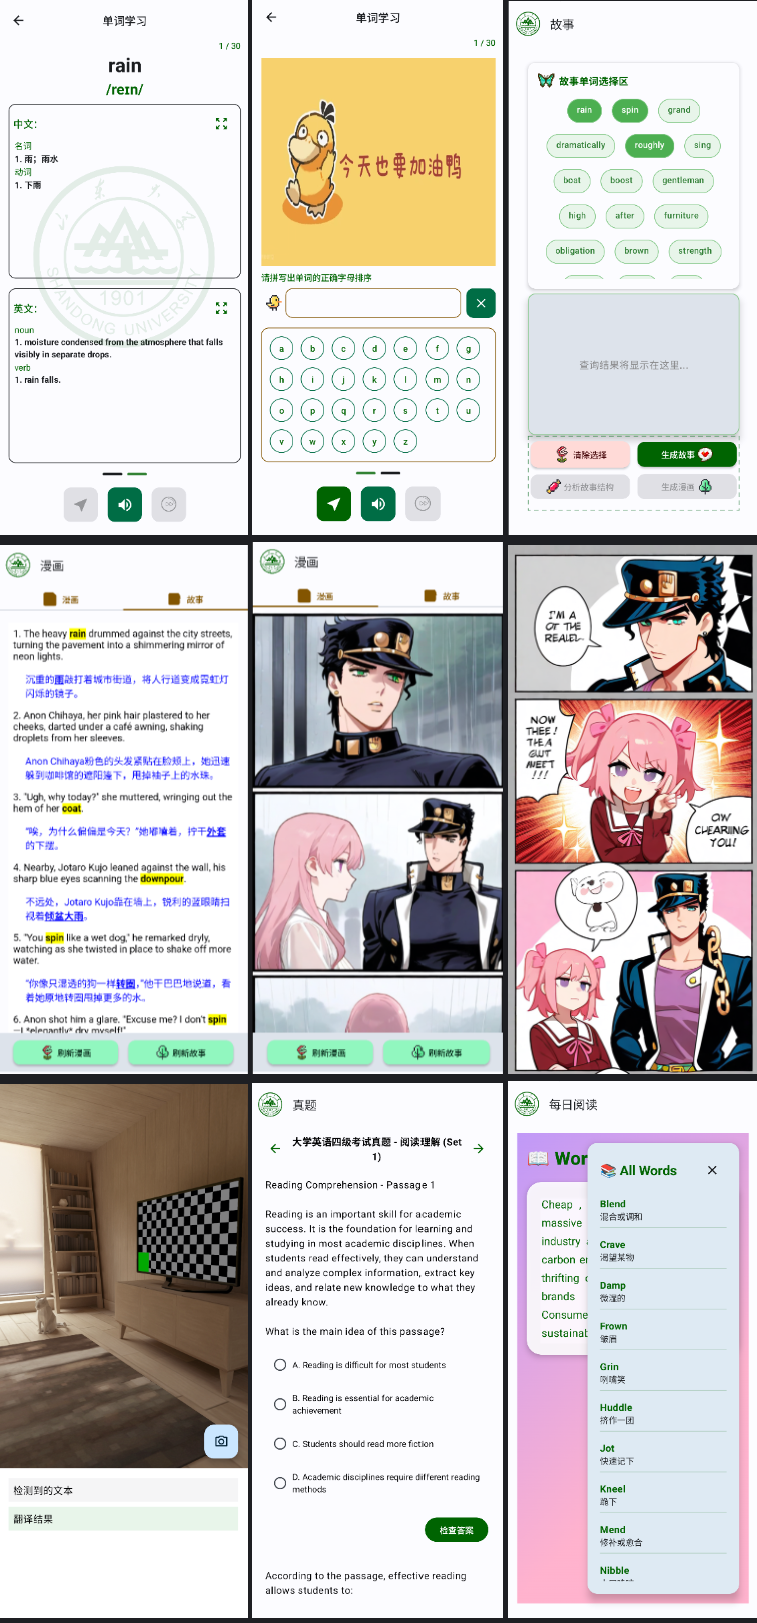 单词学习
1 / 30
rain
/reɪn/
中文：
名词
1. 雨；雨水
动词
1. 下雨
英文：
noun
1. moisture condensed from the atmosphere that falls
visibly in separate drops.
verb
1. rain falls.
1901
SHANDONG UNIVERSITY
单词学习
1 / 30
今天也要加油鸭
请拼写出单词的正确字母排序
a b c d e f g
h i j k l m n
o p q r s t u
v w x y z
故事
故事单词选择区
rain spin grand
dramatically roughly sing
boat boost gentleman
high after furniture
obligation brown strength
查询结果将显示在这里...
清除选择 生成故事
分析故事结构 生成漫画
漫画
漫画 故事
1. The heavy rain drummed against the city streets,
turning the pavement into a shimmering mirror of
neon lights.
沉重的雨敲打着城市街道，将人行道变成霓虹灯
闪烁的镜子。
2. Anon Chihaya, her pink hair plastered to her
cheeks, darted under a café awning, shaking
droplets from her sleeves.
Anon Chihaya粉色的头发紧贴在脸颊上，她迅速
躲到咖啡馆的遮阳篷下，甩掉袖子上的水珠。
3. "Ugh, why today?" she muttered, wringing out the
hem of her coat.
"唉，为什么偏偏是今天？"她嘟囔着，拧干外套
的下摆。
4. Nearby, Jotaro Kujo leaned against the wall, his
sharp blue eyes scanning the downpour.
不远处，Jotaro Kujo靠在墙上，锐利的蓝眼睛扫
视着倾盆大雨。
5. "You spin like a wet dog," he remarked dryly,
watching as she twisted in place to shake off more
water.
"你像只湿透的狗一样转圈，"他干巴巴地说道，看
着她原地转圈甩掉更多的水。
6. Anon shot him a glare. "Excuse me? I don't spin
—I *elegantly* dry myself!"
刷新漫画 刷新故事
漫画
漫画 故事
刷新漫画 刷新故事
I'M A
OT THE
REALEL
NOW
THEE!
THEA
GUT
MEET
!!!
OW
CHEARIING
YOU!
检测到的文本
翻译结果
真题
大学英语四级考试真题 - 阅读理解 (Set
1)
Reading Comprehension - Passage 1
Reading is an important skill for academic
success. It is the foundation for learning and
studying in most academic disciplines. When
students read effectively, they can understand
and analyze complex information, extract key
ideas, and relate new knowledge to what they
already know.
What is the main idea of this passage?
A. Reading is difficult for most students
B. Reading is essential for academic
achievement
C. Students should read more fiction
D. Academic disciplines require different reading
methods
检查答案
According to the passage, effective reading
allows students to:
每日阅读
Wor
Cheap ,
massive
industry
carbon
thrifting
brands
Consume
sustainab
All Words
Blend
混合或调和
Crave
渴望某物
Damp
微湿的
Frown
皱眉
Grin
咧嘴笑
Huddle
挤作一团
Jot
快速记下
Kneel
跪下
Mend
修补或愈合
Nibble